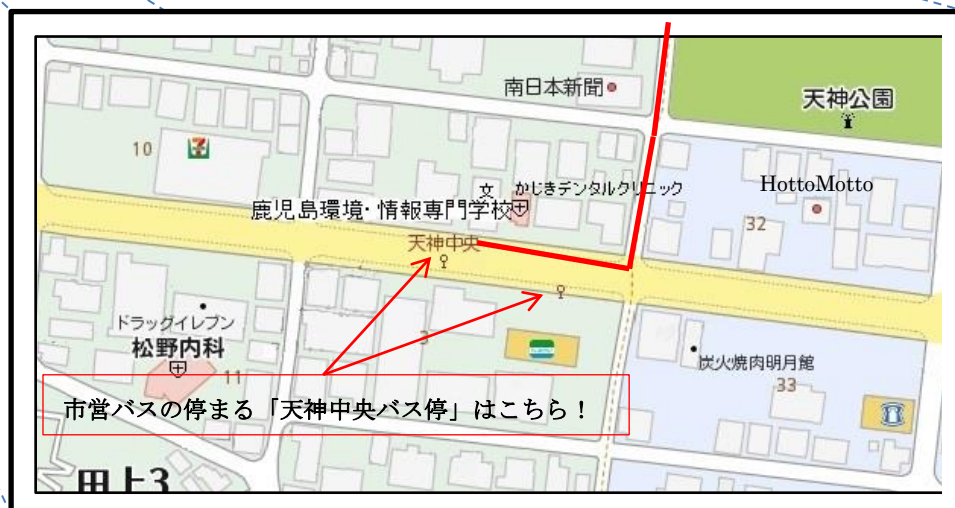 南日本新聞
天神公園
10
文 かじきデンタルクリニック
HottoMotto
鹿児島環境・情報専門学校
32
天神中央
ドラッグイレブン
松野内科
3
炭火焼肉明月館
11
33
市営バスの停まる「天神中央バス停」はこちら！
田上3